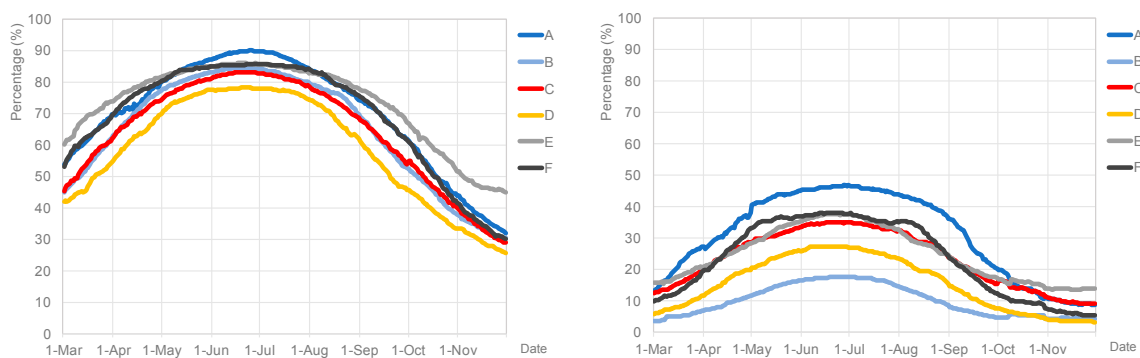 Percentage (%)
100
90
80
70
60
50
40
30
20
10
0
1-Mar 1-Apr 1-May 1-Jun 1-Jul 1-Aug 1-Sep 1-Oct 1-Nov Date
A
B
C
D
E
F
Percentage (%)
100
90
80
70
60
50
40
30
20
10
0
1-Mar 1-Apr 1-May 1-Jun 1-Jul 1-Aug 1-Sep 1-Oct 1-Nov Date
A
B
C
D
E
F